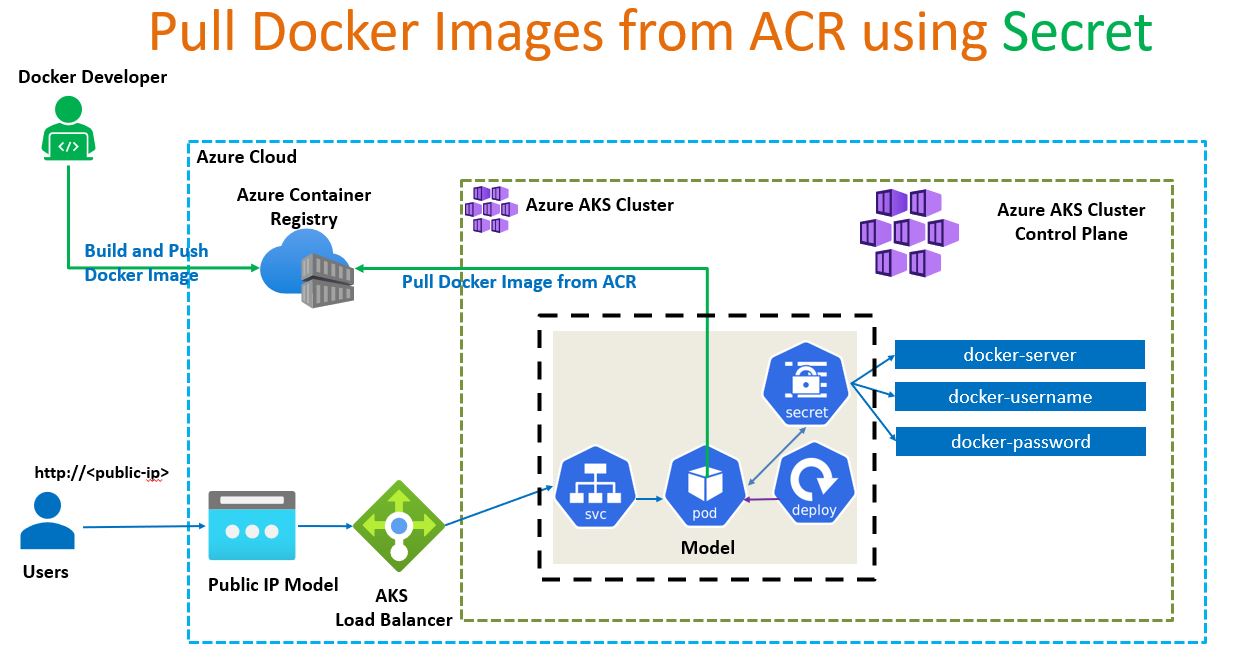 Pull Docker Images from ACR using Secret
Docker Developer
Azure Cloud
Azure Container
Registry
Azure AKS Cluster
Azure AKS Cluster
Control Plane
Build and Push
Docker Image
Pull Docker Image from ACR
docker-server
docker-username
docker-password
secret
svc
pod
deploy
Model
http://<public-ip>
Users
Public IP Model
AKS
Load Balancer